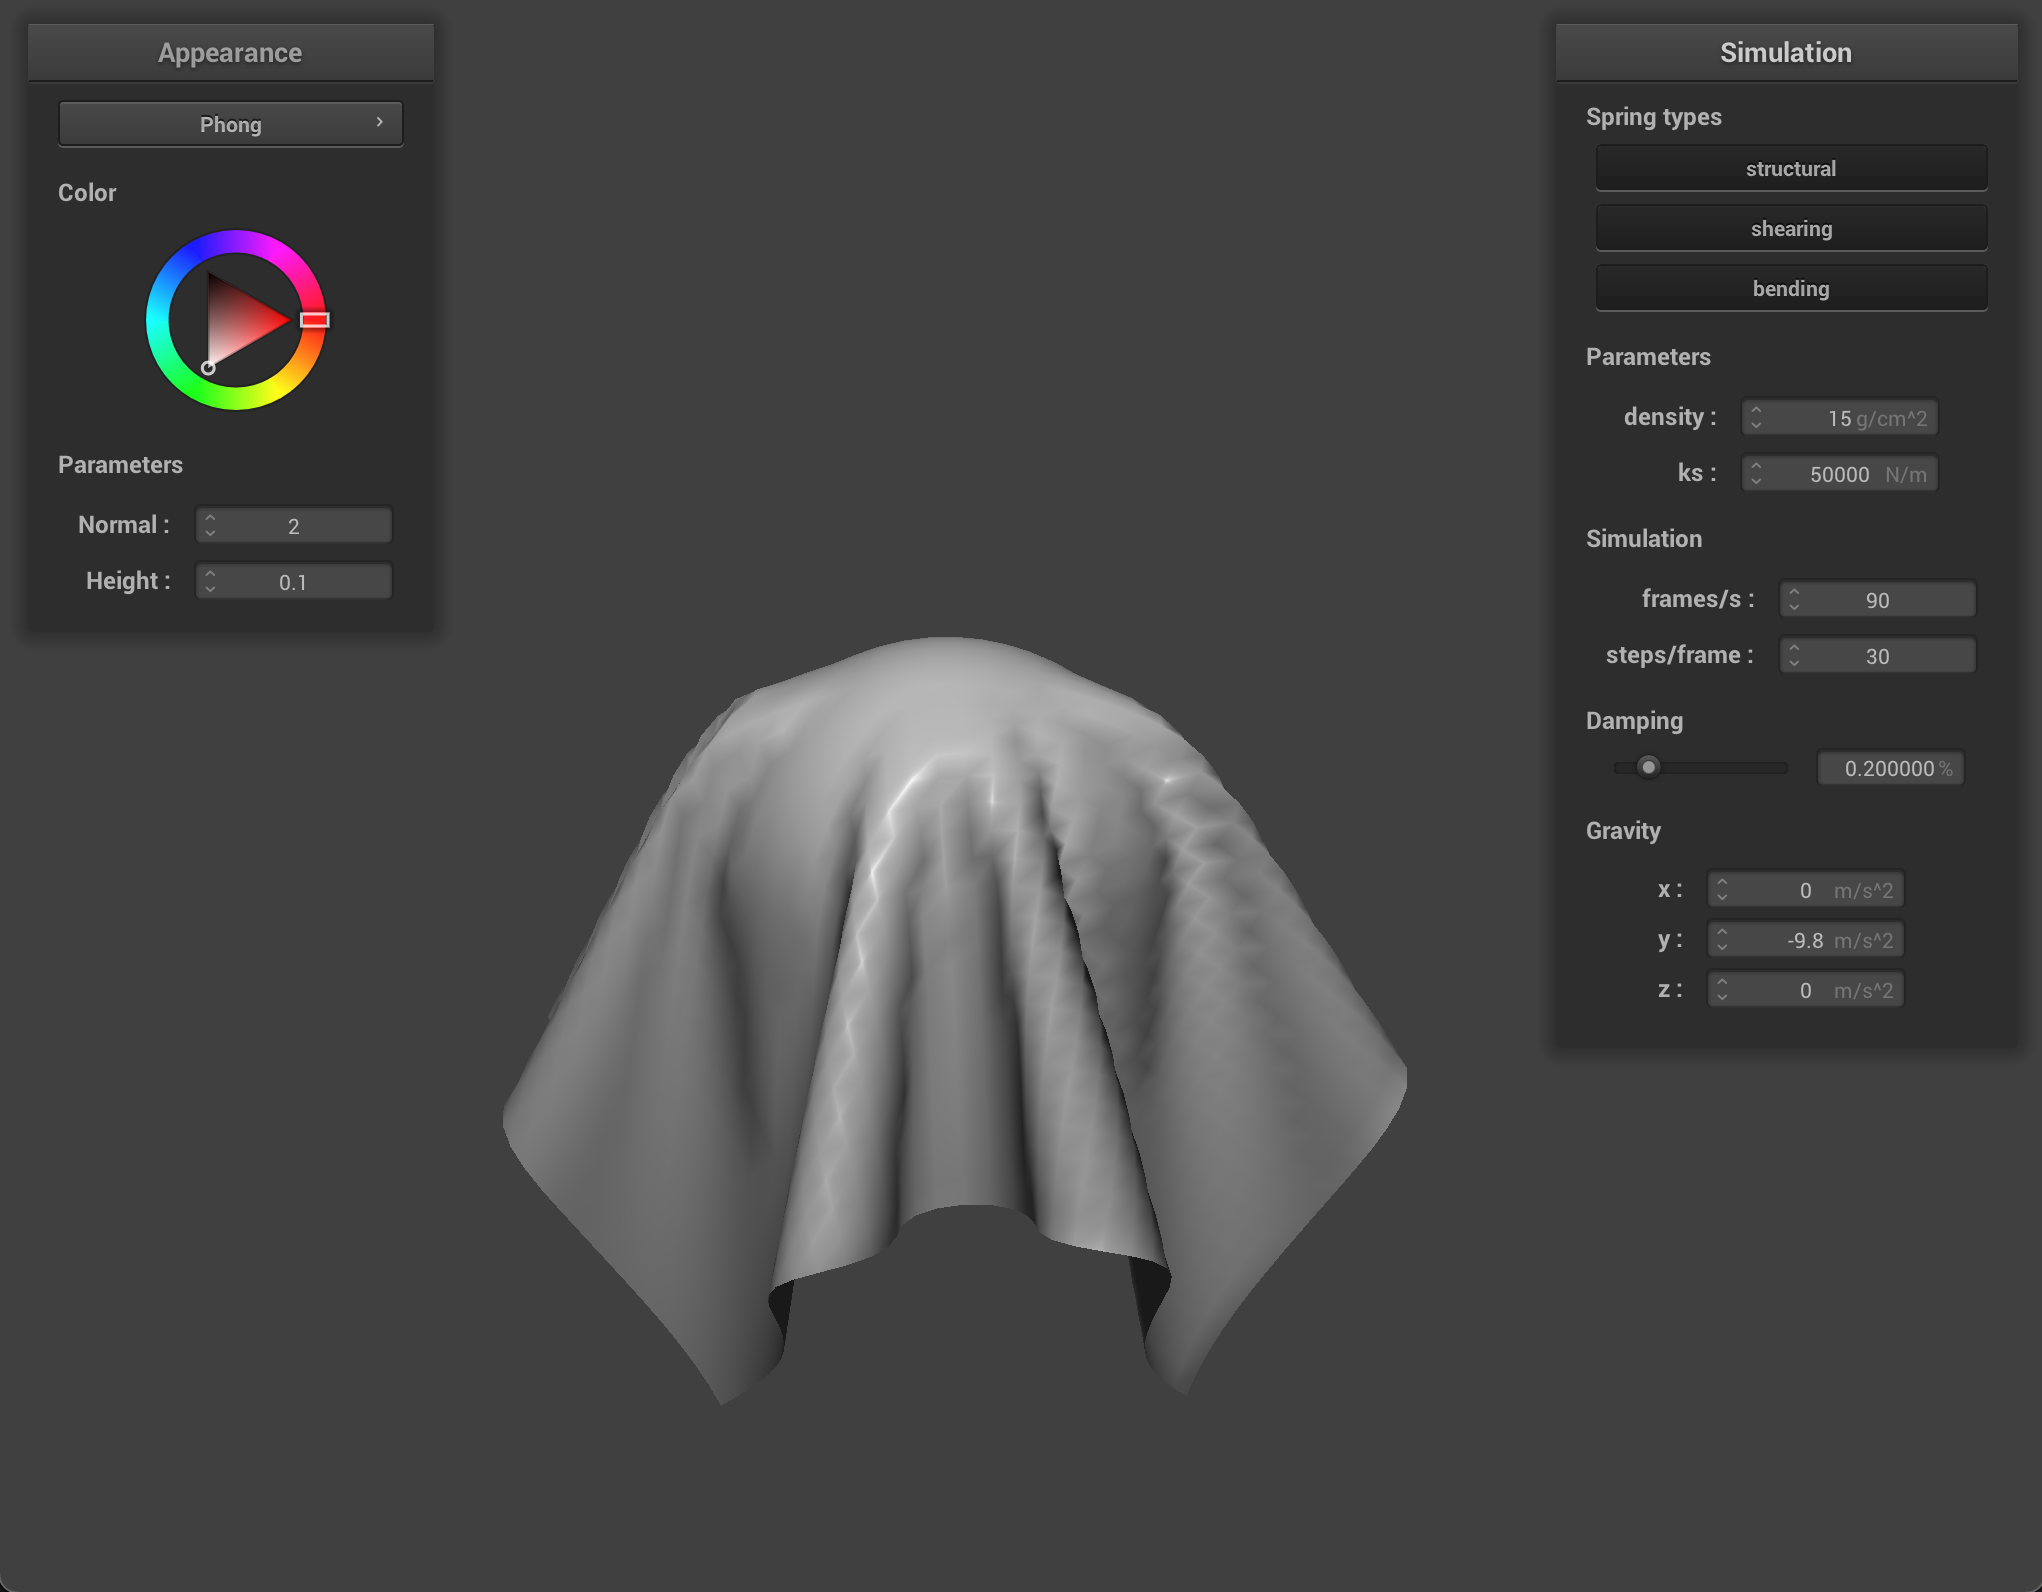 Appearance
Phong
Color
Parameters
Normal : 2
Height : 0.1
Simulation
Spring types
structural
shearing
bending
Parameters
density : 15 g/cm^2
ks : 50000 N/m
Simulation
frames/s : 90
steps/frame : 30
Damping
0.200000 %
Gravity
x : 0 m/s^2
y : -9.8 m/s^2
z : 0 m/s^2